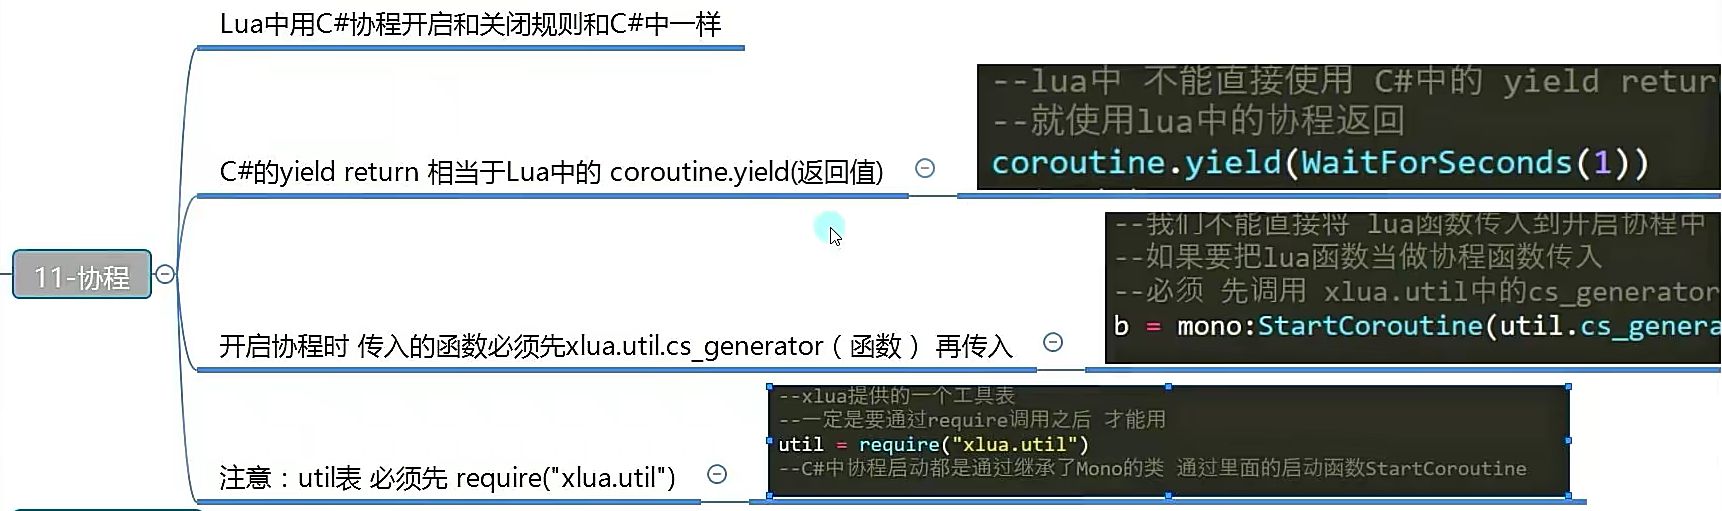 Lua中用C#协程开启和关闭规则和C#中一样
--lua中 不能直接使用 C#中的 yield return
--就使用lua中的协程返回
coroutine.yield(WaitForSeconds(1))
C#的yield return 相当于Lua中的 coroutine.yield(返回值)
--我们不能直接将 lua函数传入到开启协程中
--如果要把lua函数当做协程函数传入
--必须 先调用 xlua.util中的cs_generator
b = mono:StartCoroutine(util.cs_genera
11-协程
开启协程时 传入的函数必须先xlua.util.cs_generator（函数） 再传入
--xlua提供的一个工具表
--一定是要通过require调用之后 才能用
util = require("xlua.util")
--C#中协程启动都是通过继承了Mono的类 通过里面的启动函数StartCoroutine
注意：util表 必须先 require("xlua.util")